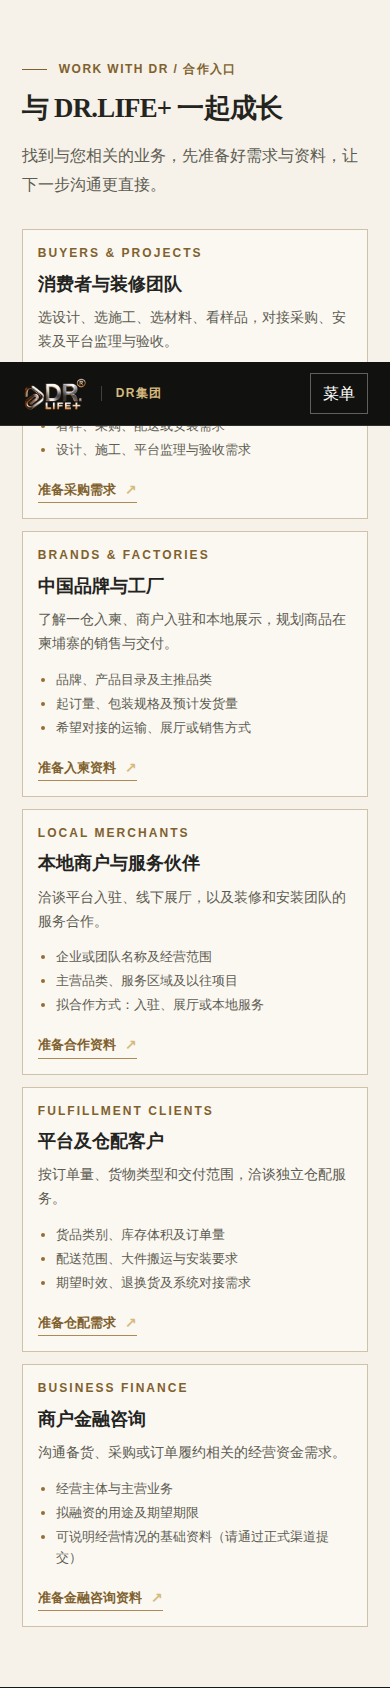 WORK WITH DR / 合作入口
与 DR.LIFE+ 一起成长
找到与您相关的业务，先准备好需求与资料，让
下一步沟通更直接。
BUYERS & PROJECTS
消费者与装修团队
选设计、选施工、选材料、看样品，对接采购、安
装及平台监理与验收。
DR.® LIFE+
DR集团
菜单
看样、采购、配送或安装需求
设计、施工、平台监理与验收需求
准备采购需求 ↗
BRANDS & FACTORIES
中国品牌与工厂
了解一仓入柬、商户入驻和本地展示，规划商品在
柬埔寨的销售与交付。
品牌、产品目录及主推品类
起订量、包装规格及预计发货量
希望对接的运输、展厅或销售方式
准备入柬资料 ↗
LOCAL MERCHANTS
本地商户与服务伙伴
洽谈平台入驻、线下展厅，以及装修和安装团队的
服务合作。
企业或团队名称及经营范围
主营品类、服务区域及以往项目
拟合作方式：入驻、展厅或本地服务
准备合作资料 ↗
FULFILLMENT CLIENTS
平台及仓配客户
按订单量、货物类型和交付范围，洽谈独立仓配服
务。
货品类别、库存体积及订单量
配送范围、大件搬运与安装要求
期望时效、退换货及系统对接需求
准备仓配需求 ↗
BUSINESS FINANCE
商户金融咨询
沟通备货、采购或订单履约相关的经营资金需求。
经营主体与主营业务
拟融资的用途及期望期限
可说明经营情况的基础资料（请通过正式渠道提
交）
准备金融咨询资料 ↗